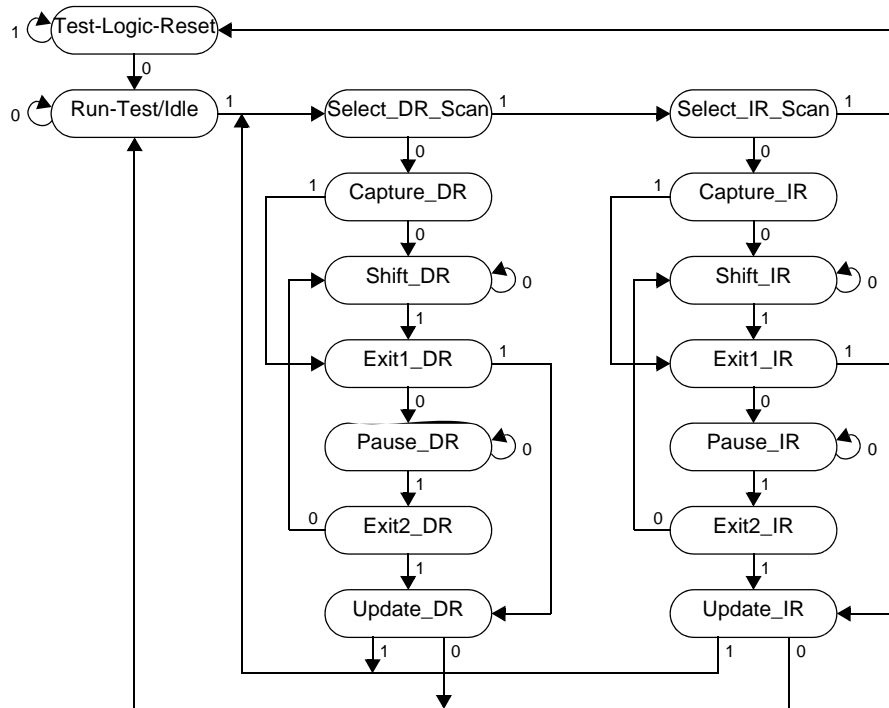 Test-Logic-Reset
1
0
Run-Test/Idle
0
1
Select_DR_Scan
1
Select_IR_Scan
1
0
0
1
Capture_DR
1
Capture_IR
0
0
Shift_DR
0
Shift_IR
0
1
1
Exit1_DR
1
Exit1_IR
1
0
0
Pause_DR
0
Pause_IR
0
1
1
0
Exit2_DR
0
Exit2_IR
1
1
Update_DR
Update_IR
1
0
1
0